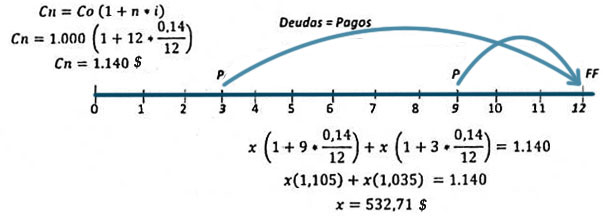 Cn = Co (1 + n * i)
Cn = 1.000 (1 + 12 * 0,14/12)
Cn = 1.140 $
Deudas = Pagos
P P FF
0 1 2 3 4 5 6 7 8 9 10 11 12
x (1 + 9 * 0,14/12) + x (1 + 3 * 0,14/12) = 1.140
x(1,105) + x(1,035) = 1.140
x = 532,71 $